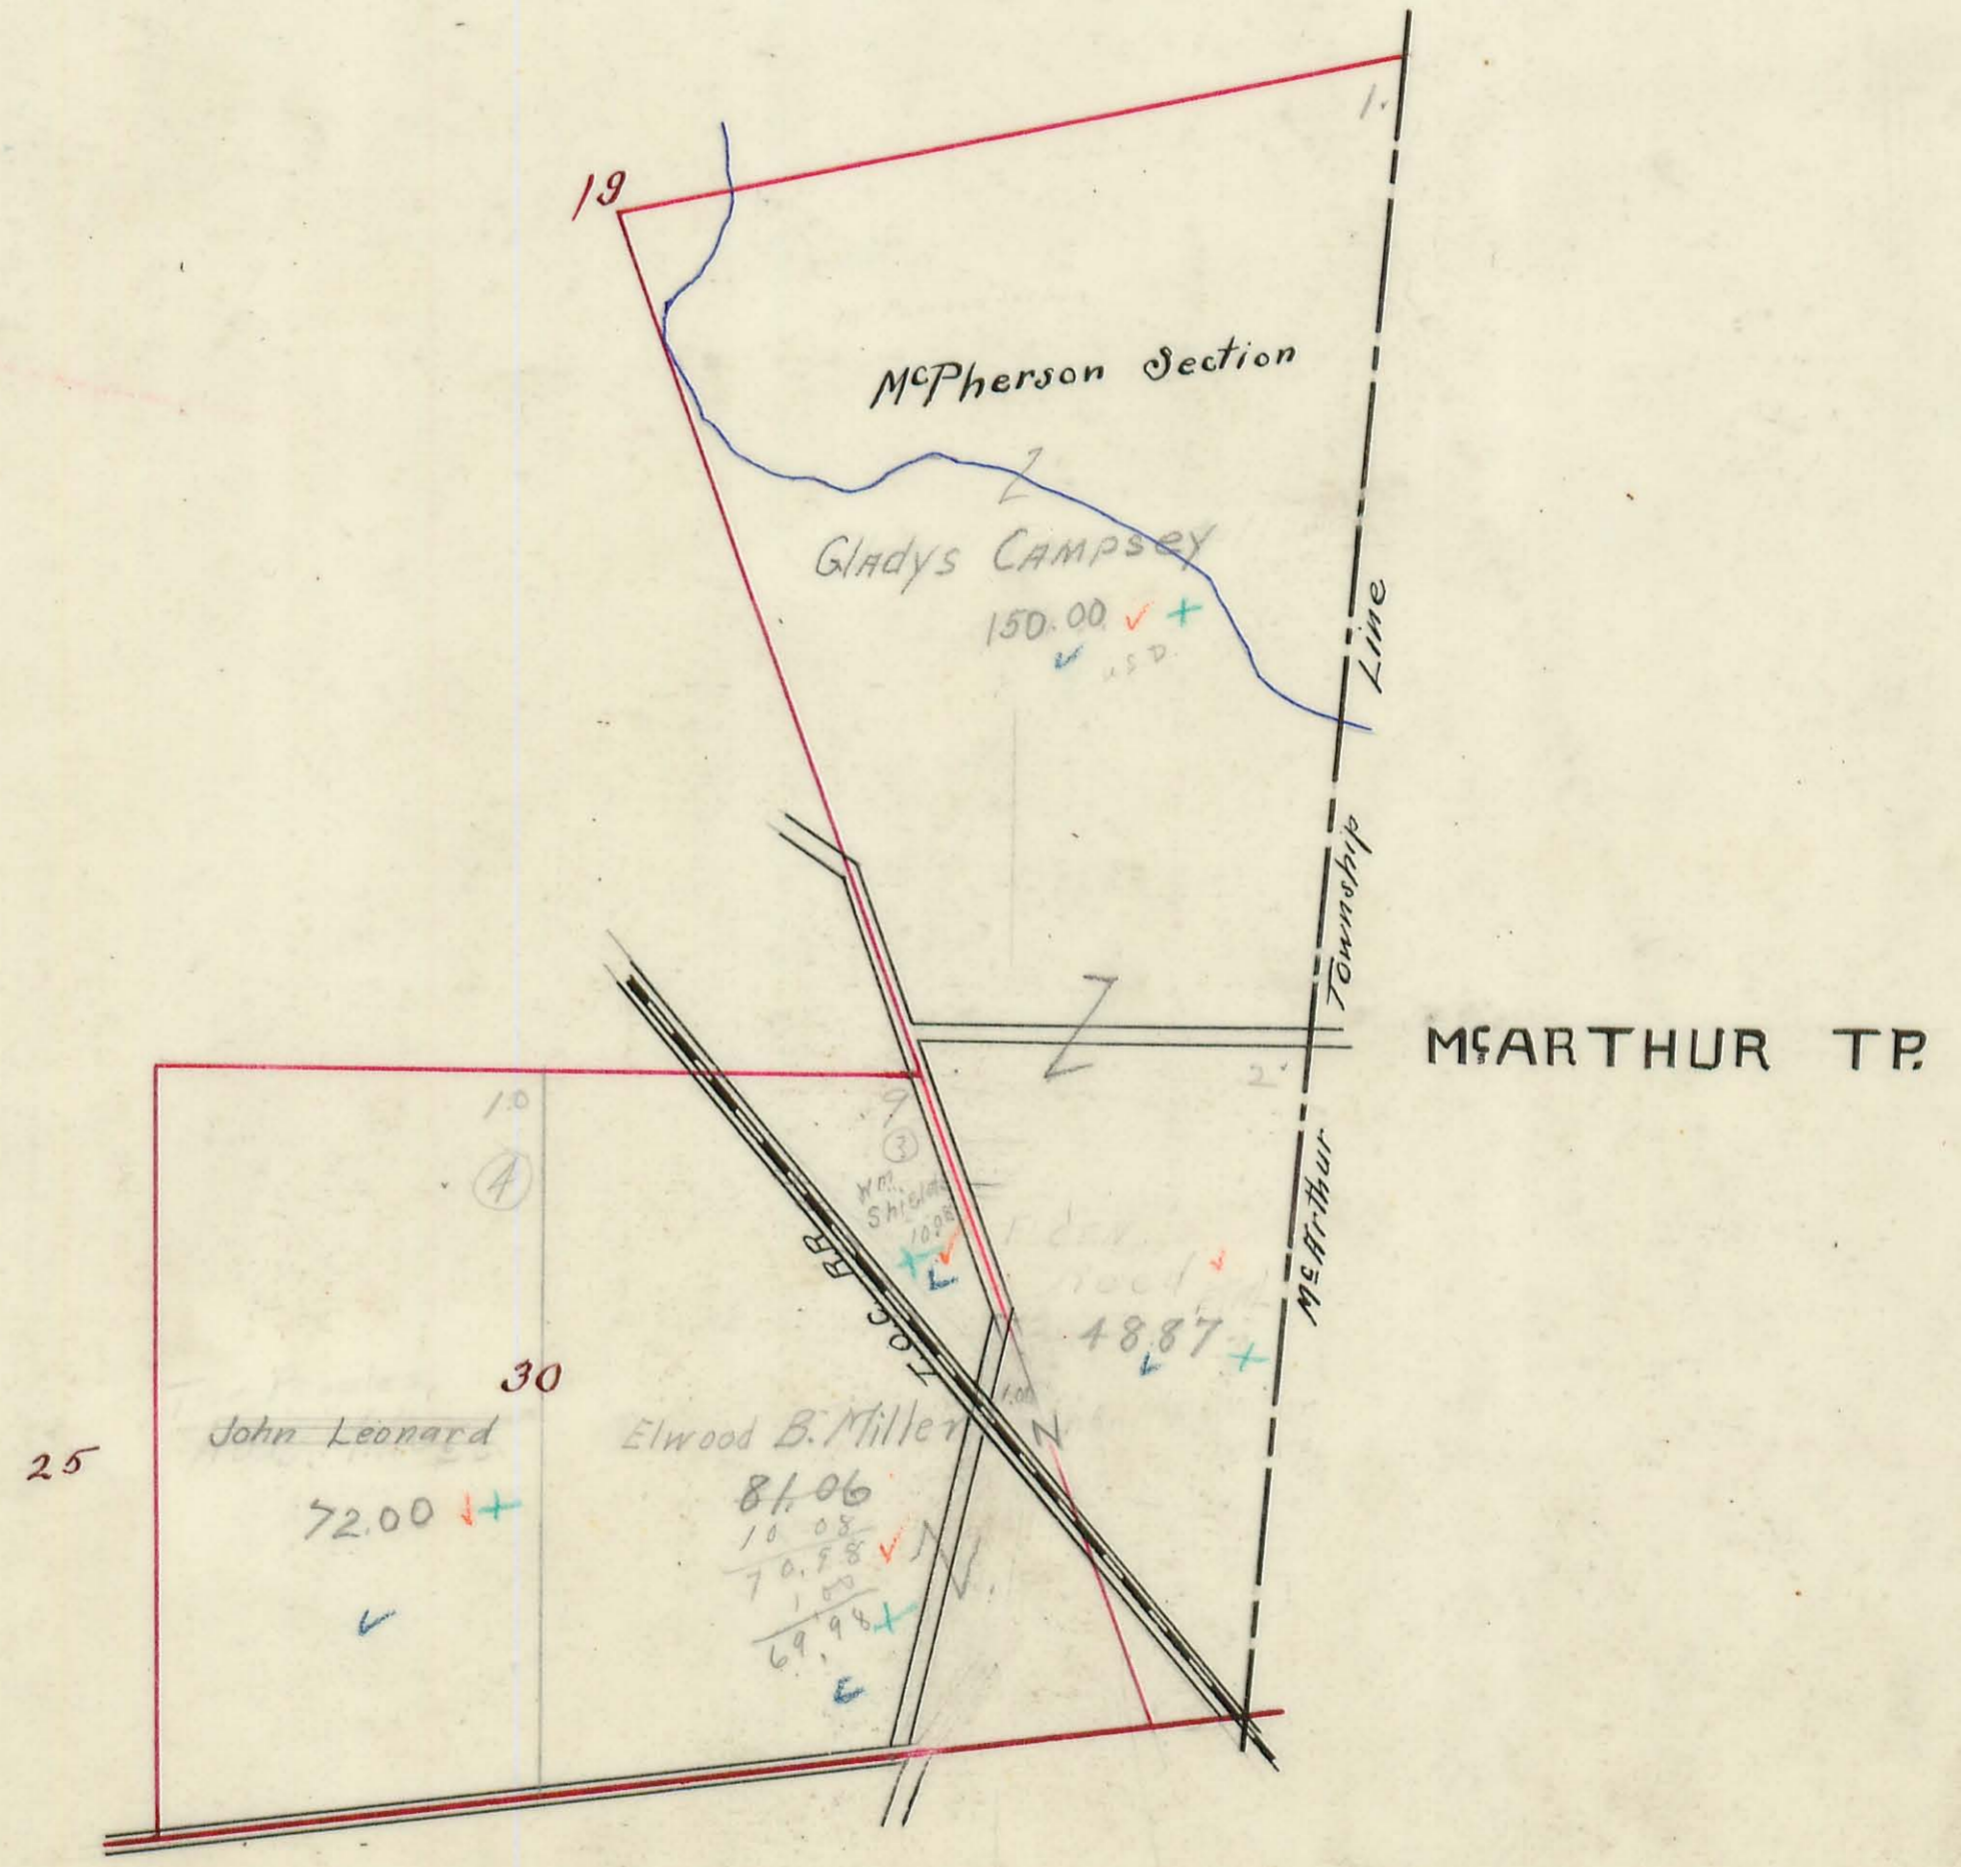 1.
19
McPherson Section
Z
Gladys Campsey
150.00
U.S.D.
McArthur Township Line
Z
McARTHUR TP.
2
10
9
3
4
Wm.
Shields
10.08
T.O.C. R.R.
48.87
1.00
30
John Leonard
Elwood B. Miller
Z
25
72.00
81.06
10 08
70.98
1 00
69.98
N